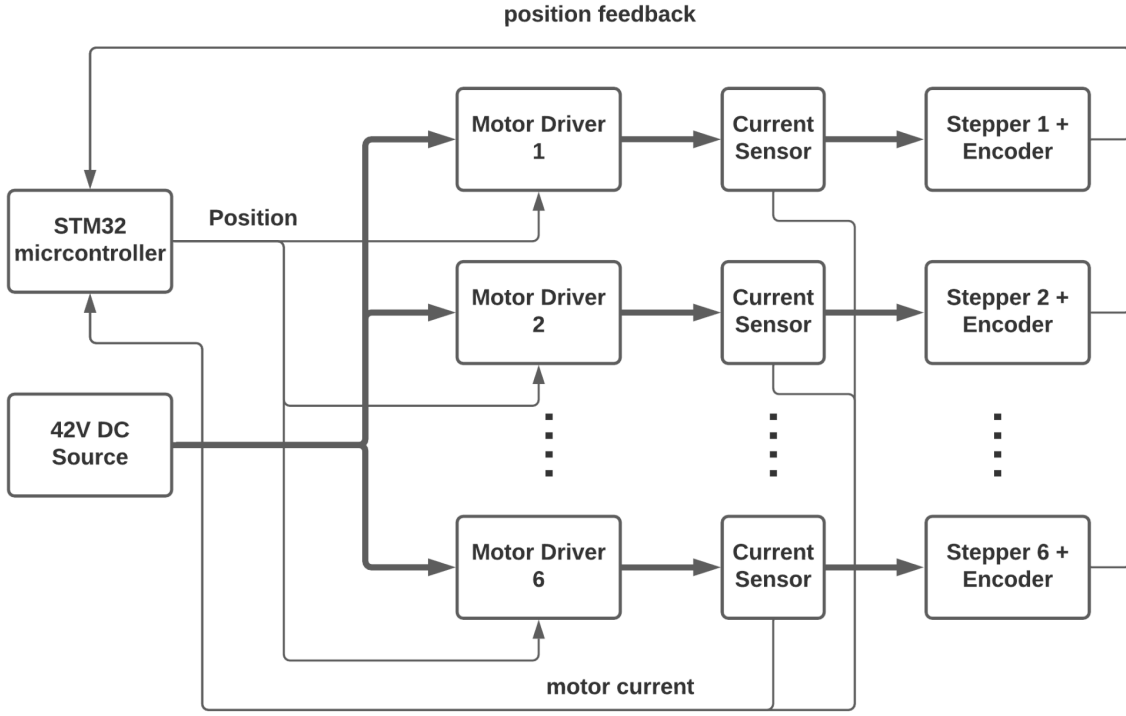 position feedback
Motor Driver
1
Current
Sensor
Stepper 1 +
Encoder
STM32
micrcontroller
Position
Motor Driver
2
Current
Sensor
Stepper 2 +
Encoder
42V DC
Source
Motor Driver
6
Current
Sensor
Stepper 6 +
Encoder
motor current